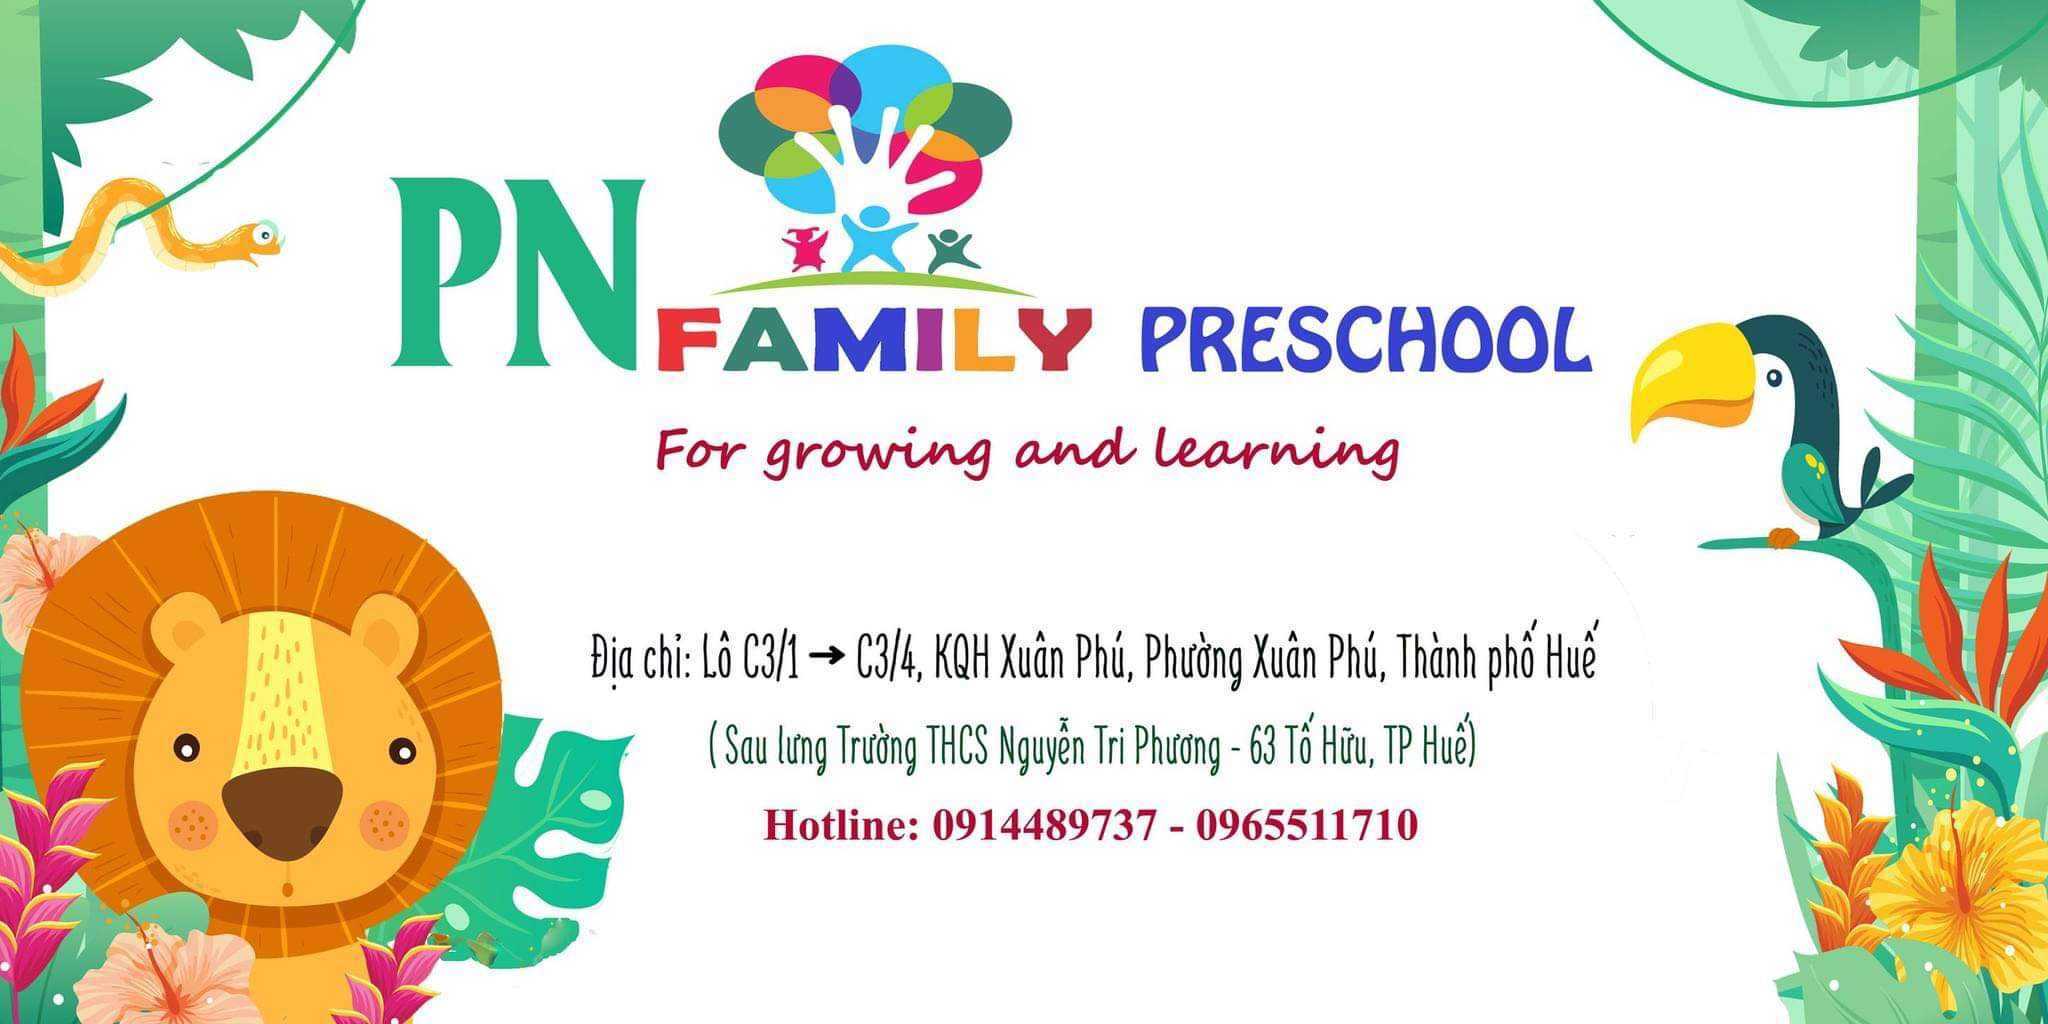 PN FAMILY PRESCHOOL
For growing and learning
Địa chỉ: Lô C3/1 → C3/4, KQH Xuân Phú, Phường Xuân Phú, Thành phố Huế
( Sau lưng Trường THCS Nguyễn Tri Phương - 63 Tố Hữu, TP Huế)
Hotline: 0914489737 - 0965511710